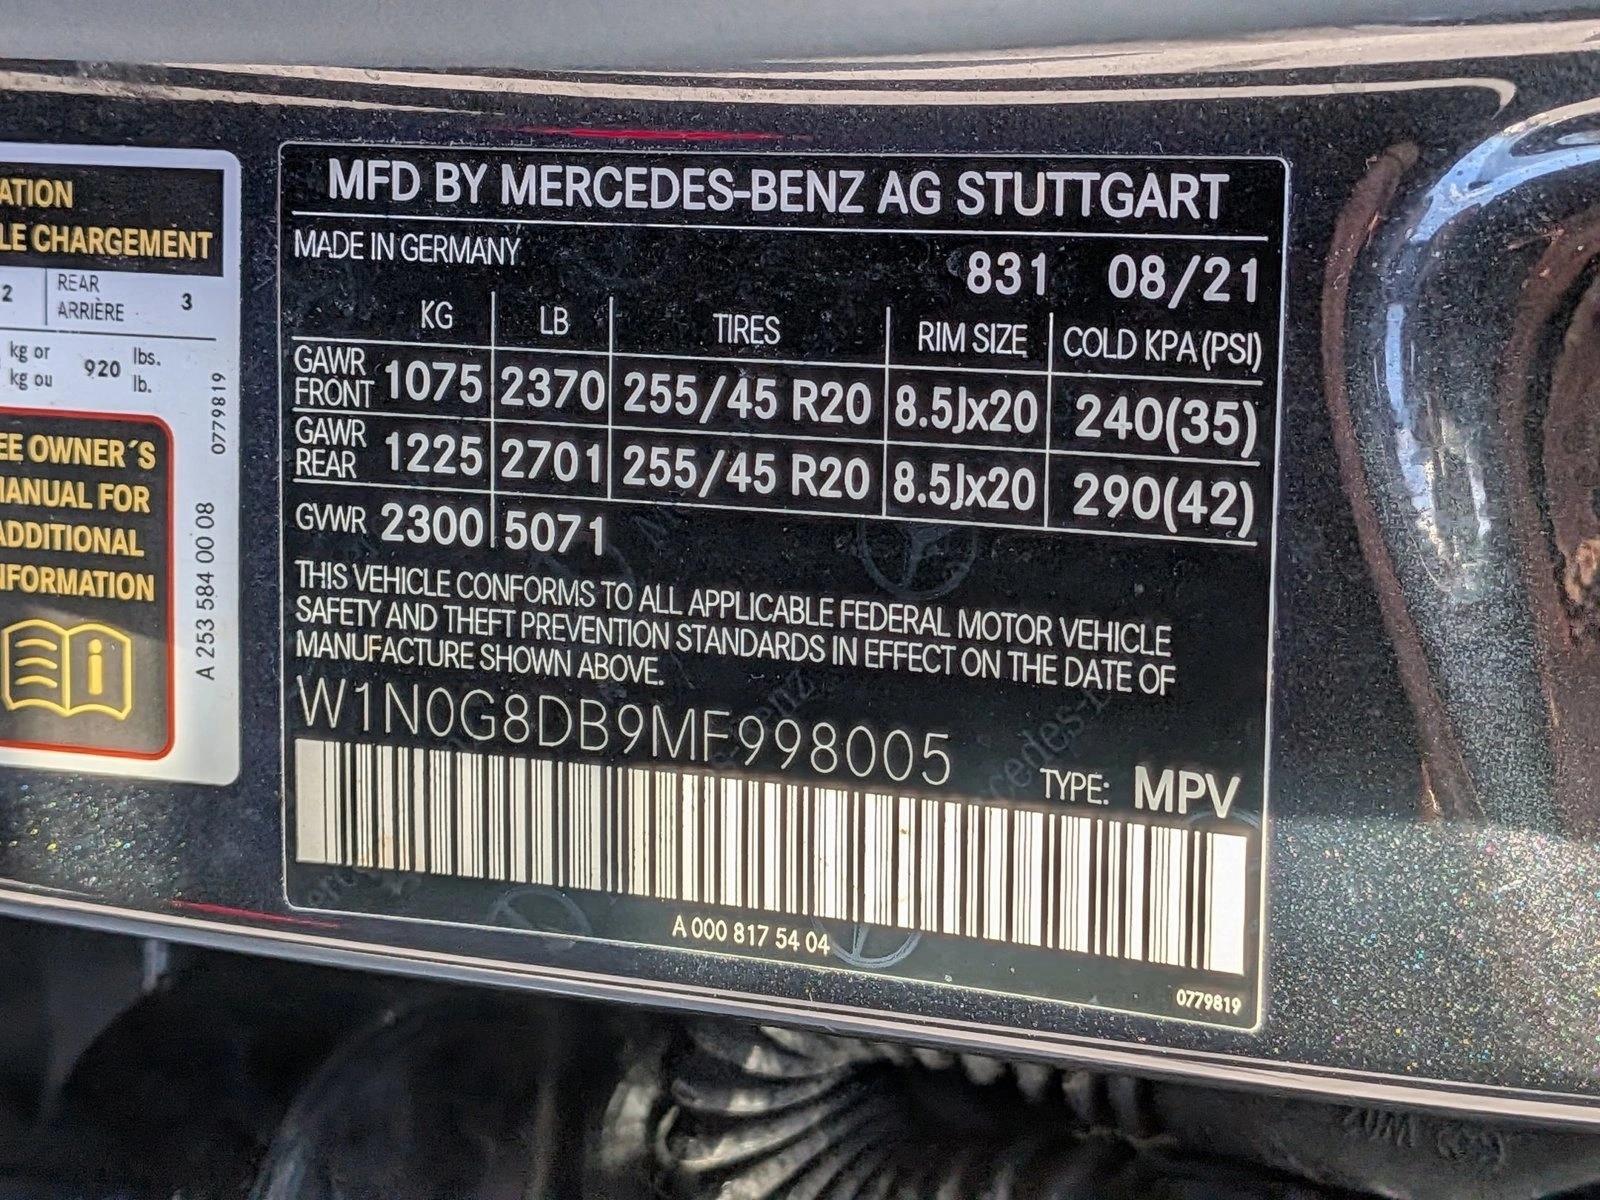 ATION
LE CHARGEMENT
2 REAR ARRIÈRE 3
kg or kg ou 920 lbs. lb.
EE OWNER´S
MANUAL FOR
ADDITIONAL
NFORMATION
0779819
A 253 584 00 08
MFD BY MERCEDES-BENZ AG STUTTGART
MADE IN GERMANY
831 08/21
KG LB TIRES RIM SIZE COLD KPA (PSI)
GAWR FRONT 1075 2370 255/45 R20 8.5Jx20 240(35)
GAWR REAR 1225 2701 255/45 R20 8.5Jx20 290(42)
GVWR 2300 5071
THIS VEHICLE CONFORMS TO ALL APPLICABLE FEDERAL MOTOR VEHICLE
SAFETY AND THEFT PREVENTION STANDARDS IN EFFECT ON THE DATE OF
MANUFACTURE SHOWN ABOVE.
W1N0G8DB9MF998005
TYPE: MPV
A 000 817 54 04
0779819